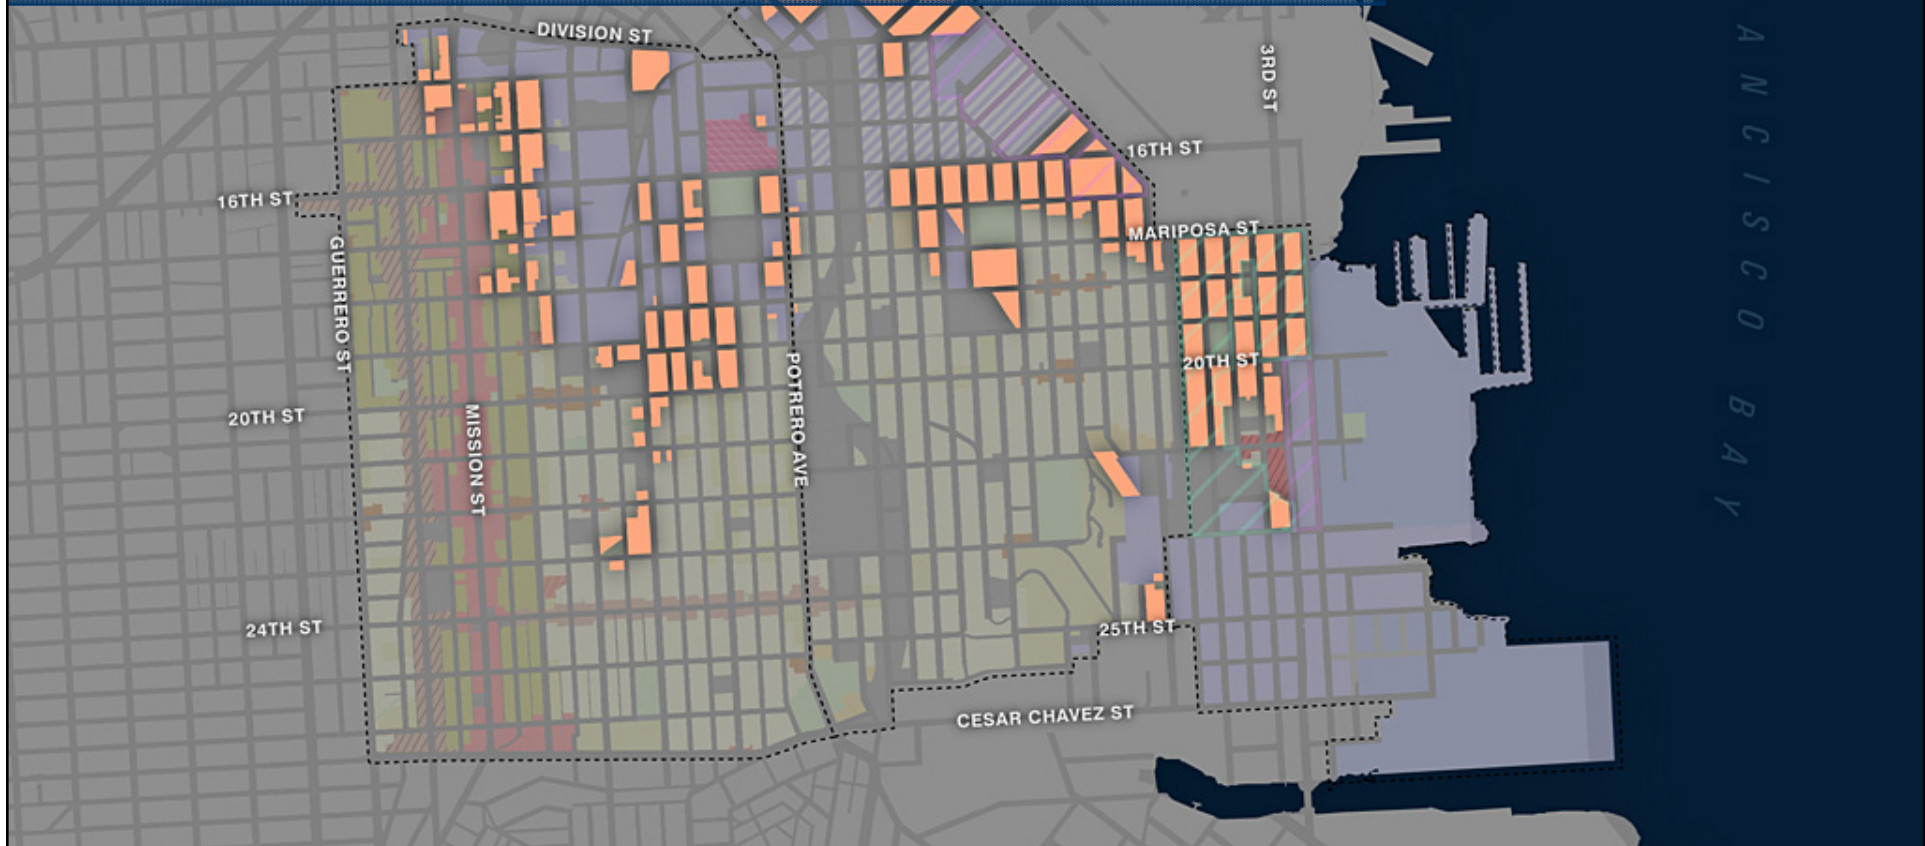 DIVISION ST
3RD ST
16TH ST
16TH ST
MARIPOSA ST
GUERRERO ST
20TH ST
POTRERO AVE
20TH ST
MISSION ST
24TH ST
25TH ST
CESAR CHAVEZ ST
ANCISCO BAY